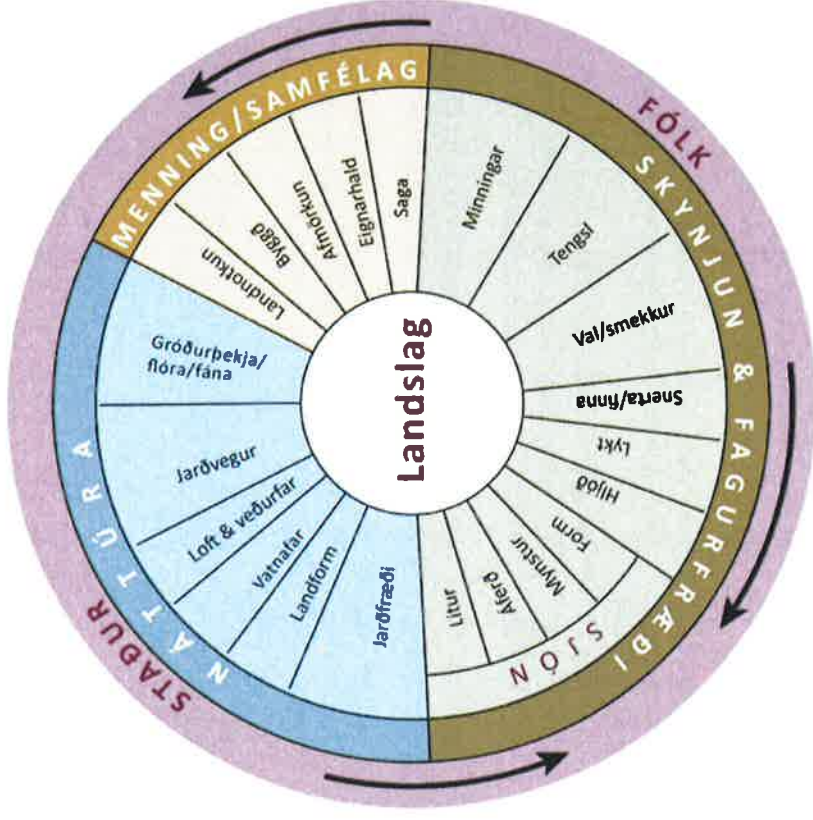 FÓLK
STAÐUR
MENNING/SAMFÉLAG
SKYNJUN & FAGURFRÆÐI
NÁTTÚRA
Landslag
Minningar
Tengsl
Val/smekkur
Snerta/finna
Lykt
Hljóð
Form
Mynstur
Áferð
Litur
SJÓN
Jarðfræði
Landform
Vatnafar
Loft & veðurfar
Jarðvegur
Gróðurþekja/
flóra/fána
Landnotkun
Byggð
Afmörkun
Eignarhald
Saga